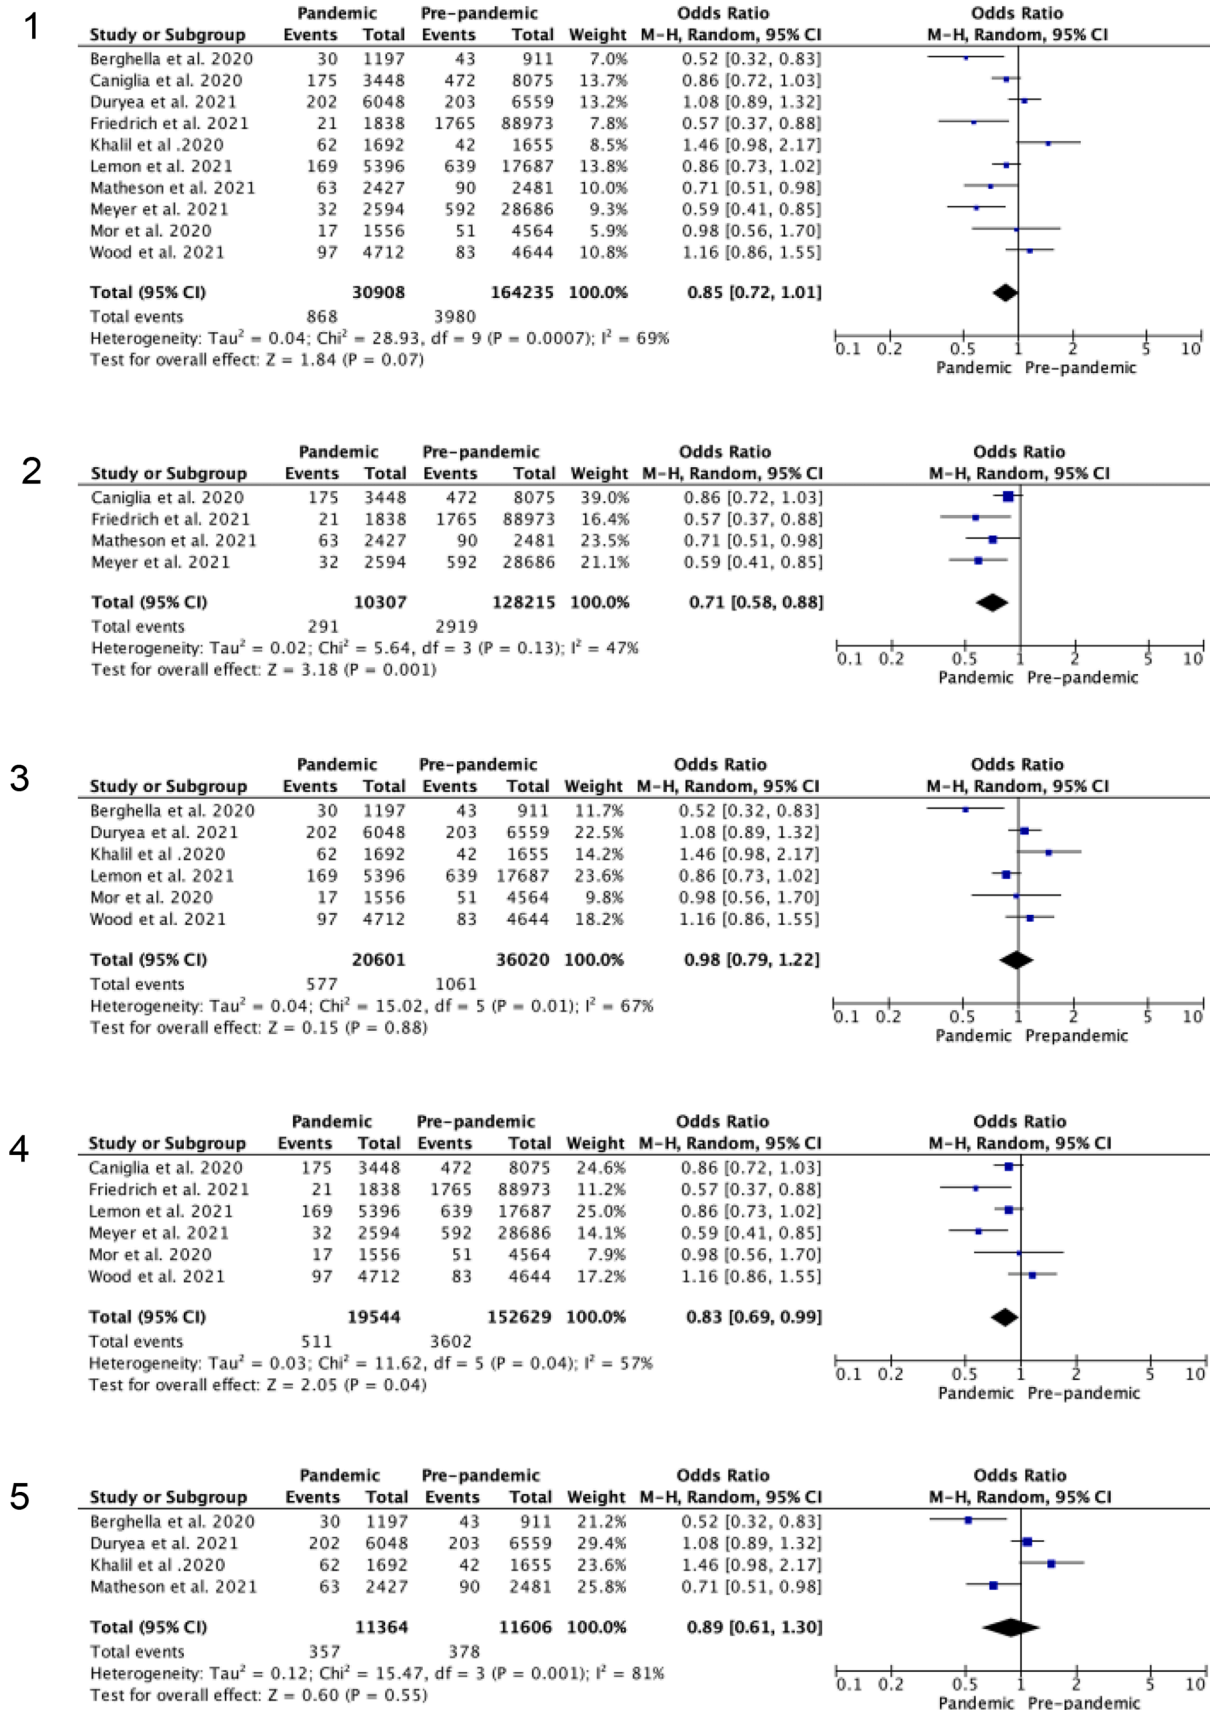 1
Pandemic Pre-pandemic Odds Ratio Odds Ratio
Study or Subgroup Events Total Events Total Weight M-H, Random, 95% CI M-H, Random, 95% CI
Berghella et al. 2020 30 1197 43 911 7.0% 0.52 [0.32, 0.83]
Caniglia et al. 2020 175 3448 472 8075 13.7% 0.86 [0.72, 1.03]
Duryea et al. 2021 202 6048 203 6559 13.2% 1.08 [0.89, 1.32]
Friedrich et al. 2021 21 1838 1765 88973 7.8% 0.57 [0.37, 0.88]
Khalil et al .2020 62 1692 42 1655 8.5% 1.46 [0.98, 2.17]
Lemon et al. 2021 169 5396 639 17687 13.8% 0.86 [0.73, 1.02]
Matheson et al. 2021 63 2427 90 2481 10.0% 0.71 [0.51, 0.98]
Meyer et al. 2021 32 2594 592 28686 9.3% 0.59 [0.41, 0.85]
Mor et al. 2020 17 1556 51 4564 5.9% 0.98 [0.56, 1.70]
Wood et al. 2021 97 4712 83 4644 10.8% 1.16 [0.86, 1.55]
Total (95% CI) 30908 164235 100.0% 0.85 [0.72, 1.01]
Total events 868 3980
Heterogeneity: Tau² = 0.04; Chi² = 28.93, df = 9 (P = 0.0007); I² = 69%
Test for overall effect: Z = 1.84 (P = 0.07)
0.1 0.2 0.5 1 2 5 10
Pandemic Pre-pandemic
2
Pandemic Pre-pandemic Odds Ratio Odds Ratio
Study or Subgroup Events Total Events Total Weight M-H, Random, 95% CI M-H, Random, 95% CI
Caniglia et al. 2020 175 3448 472 8075 39.0% 0.86 [0.72, 1.03]
Friedrich et al. 2021 21 1838 1765 88973 16.4% 0.57 [0.37, 0.88]
Matheson et al. 2021 63 2427 90 2481 23.5% 0.71 [0.51, 0.98]
Meyer et al. 2021 32 2594 592 28686 21.1% 0.59 [0.41, 0.85]
Total (95% CI) 10307 128215 100.0% 0.71 [0.58, 0.88]
Total events 291 2919
Heterogeneity: Tau² = 0.02; Chi² = 5.64, df = 3 (P = 0.13); I² = 47%
Test for overall effect: Z = 3.18 (P = 0.001)
0.1 0.2 0.5 1 2 5 10
Pandemic Pre-pandemic
3
Pandemic Pre-pandemic Odds Ratio Odds Ratio
Study or Subgroup Events Total Events Total Weight M-H, Random, 95% CI M-H, Random, 95% CI
Berghella et al. 2020 30 1197 43 911 11.7% 0.52 [0.32, 0.83]
Duryea et al. 2021 202 6048 203 6559 22.5% 1.08 [0.89, 1.32]
Khalil et al .2020 62 1692 42 1655 14.2% 1.46 [0.98, 2.17]
Lemon et al. 2021 169 5396 639 17687 23.6% 0.86 [0.73, 1.02]
Mor et al. 2020 17 1556 51 4564 9.8% 0.98 [0.56, 1.70]
Wood et al. 2021 97 4712 83 4644 18.2% 1.16 [0.86, 1.55]
Total (95% CI) 20601 36020 100.0% 0.98 [0.79, 1.22]
Total events 577 1061
Heterogeneity: Tau² = 0.04; Chi² = 15.02, df = 5 (P = 0.01); I² = 67%
Test for overall effect: Z = 0.15 (P = 0.88)
0.1 0.2 0.5 1 2 5 10
Pandemic Prepandemic
4
Pandemic Pre-pandemic Odds Ratio Odds Ratio
Study or Subgroup Events Total Events Total Weight M-H, Random, 95% CI M-H, Random, 95% CI
Caniglia et al. 2020 175 3448 472 8075 24.6% 0.86 [0.72, 1.03]
Friedrich et al. 2021 21 1838 1765 88973 11.2% 0.57 [0.37, 0.88]
Lemon et al. 2021 169 5396 639 17687 25.0% 0.86 [0.73, 1.02]
Meyer et al. 2021 32 2594 592 28686 14.1% 0.59 [0.41, 0.85]
Mor et al. 2020 17 1556 51 4564 7.9% 0.98 [0.56, 1.70]
Wood et al. 2021 97 4712 83 4644 17.2% 1.16 [0.86, 1.55]
Total (95% CI) 19544 152629 100.0% 0.83 [0.69, 0.99]
Total events 511 3602
Heterogeneity: Tau² = 0.03; Chi² = 11.62, df = 5 (P = 0.04); I² = 57%
Test for overall effect: Z = 2.05 (P = 0.04)
0.1 0.2 0.5 1 2 5 10
Pandemic Pre-pandemic
5
Pandemic Pre-pandemic Odds Ratio Odds Ratio
Study or Subgroup Events Total Events Total Weight M-H, Random, 95% CI M-H, Random, 95% CI
Berghella et al. 2020 30 1197 43 911 21.2% 0.52 [0.32, 0.83]
Duryea et al. 2021 202 6048 203 6559 29.4% 1.08 [0.89, 1.32]
Khalil et al .2020 62 1692 42 1655 23.6% 1.46 [0.98, 2.17]
Matheson et al. 2021 63 2427 90 2481 25.8% 0.71 [0.51, 0.98]
Total (95% CI) 11364 11606 100.0% 0.89 [0.61, 1.30]
Total events 357 378
Heterogeneity: Tau² = 0.12; Chi² = 15.47, df = 3 (P = 0.001); I² = 81%
Test for overall effect: Z = 0.60 (P = 0.55)
0.1 0.2 0.5 1 2 5 10
Pandemic Pre-pandemic